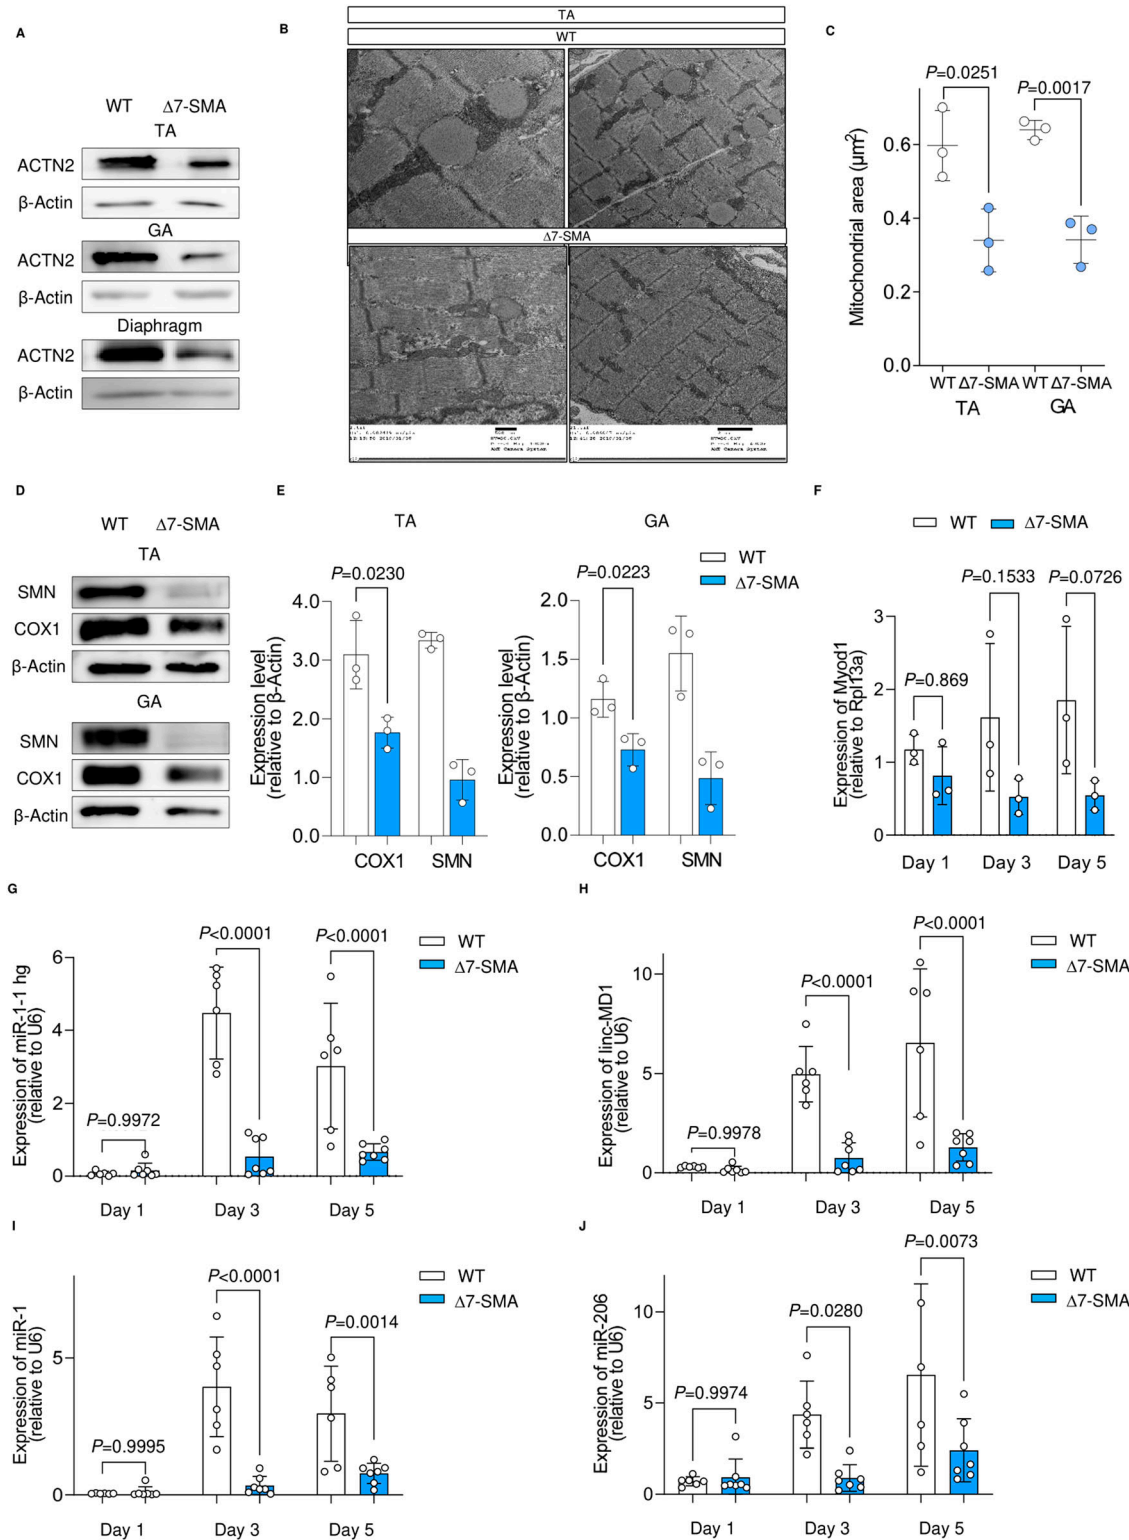 A
WT Δ7-SMA
TA
ACTN2
β-Actin
GA
ACTN2
β-Actin
Diaphragm
ACTN2
β-Actin
B
TA
WT
Δ7-SMA
C
P=0.0251
P=0.0017
Mitochondrial area (μm²)
0.6
0.4
0.2
0.0
WT Δ7-SMA WT Δ7-SMA
TA GA
D
WT Δ7-SMA
TA
SMN
COX1
β-Actin
GA
SMN
COX1
β-Actin
E
TA
P=0.0230
Expression level
(relative to β-Actin)
4.0
3.0
2.0
1.0
0.0
COX1 SMN
GA
WT
Δ7-SMA
P=0.0223
Expression level
(relative to β-Actin)
2.0
1.5
1.0
0.5
0.0
COX1 SMN
F
WT Δ7-SMA
P=0.869
P=0.1533
P=0.0726
Expression of Myod1
(relative to Rpl13a)
3
2
1
0
Day 1 Day 3 Day 5
G
WT
Δ7-SMA
P=0.9972
P<0.0001
P<0.0001
Expression of miR-1-1 hg
(relative to U6)
6
4
2
0
Day 1 Day 3 Day 5
H
WT
Δ7-SMA
P=0.9978
P<0.0001
P<0.0001
Expression of linc-MD1
(relative to U6)
10
5
0
Day 1 Day 3 Day 5
I
WT
Δ7-SMA
P=0.9995
P<0.0001
P=0.0014
Expression of miR-1
(relative to U6)
5
0
Day 1 Day 3 Day 5
J
WT
Δ7-SMA
P=0.9974
P=0.0280
P=0.0073
Expression of miR-206
(relative to U6)
10
5
0
Day 1 Day 3 Day 5